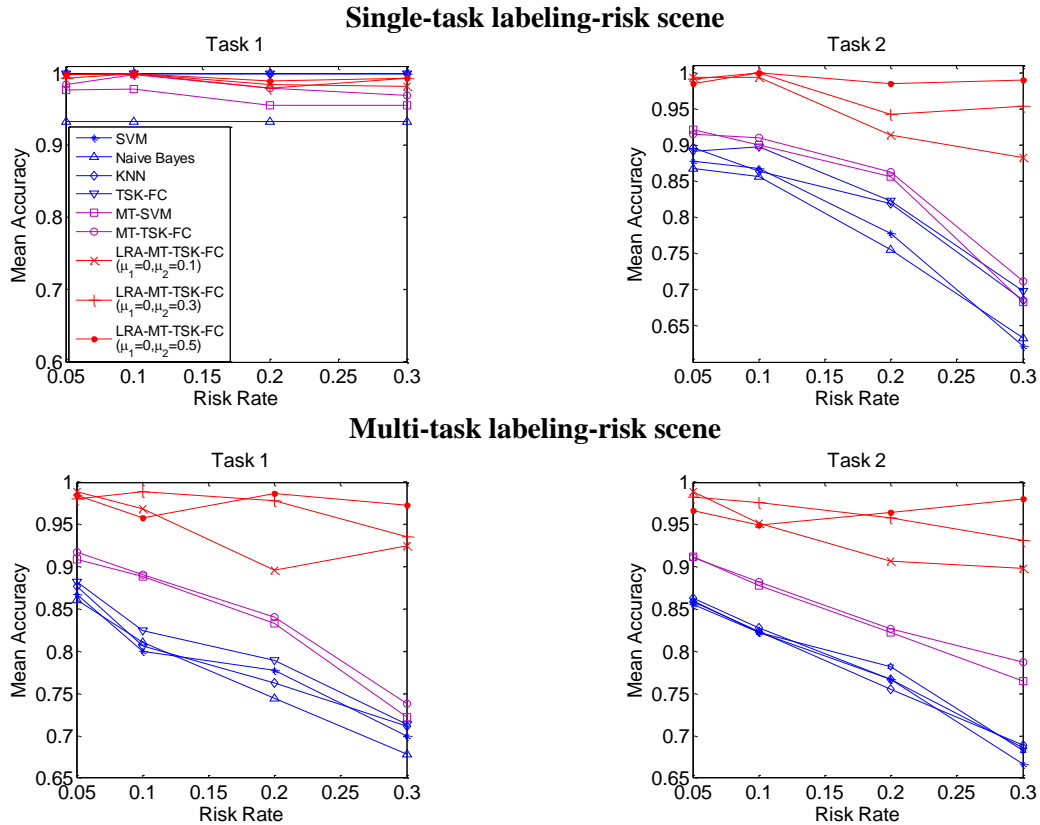 Single-task labeling-risk scene
Task 1
Mean Accuracy
1
0.9
0.8
0.7
0.6
SVM
Naive Bayes
KNN
TSK-FC
MT-SVM
MT-TSK-FC
LRA-MT-TSK-FC
(μ1=0,μ2=0.1)
LRA-MT-TSK-FC
(μ1=0,μ2=0.3)
LRA-MT-TSK-FC
(μ1=0,μ2=0.5)
0.05 0.1 0.15 0.2 0.25 0.3
Risk Rate
Task 2
Mean Accuracy
1
0.95
0.9
0.85
0.8
0.75
0.7
0.65
0.05 0.1 0.15 0.2 0.25 0.3
Risk Rate
Multi-task labeling-risk scene
Task 1
Mean Accuracy
1
0.95
0.9
0.85
0.8
0.75
0.7
0.65
0.05 0.1 0.15 0.2 0.25 0.3
Risk Rate
Task 2
Mean Accuracy
1
0.95
0.9
0.85
0.8
0.75
0.7
0.65
0.05 0.1 0.15 0.2 0.25 0.3
Risk Rate